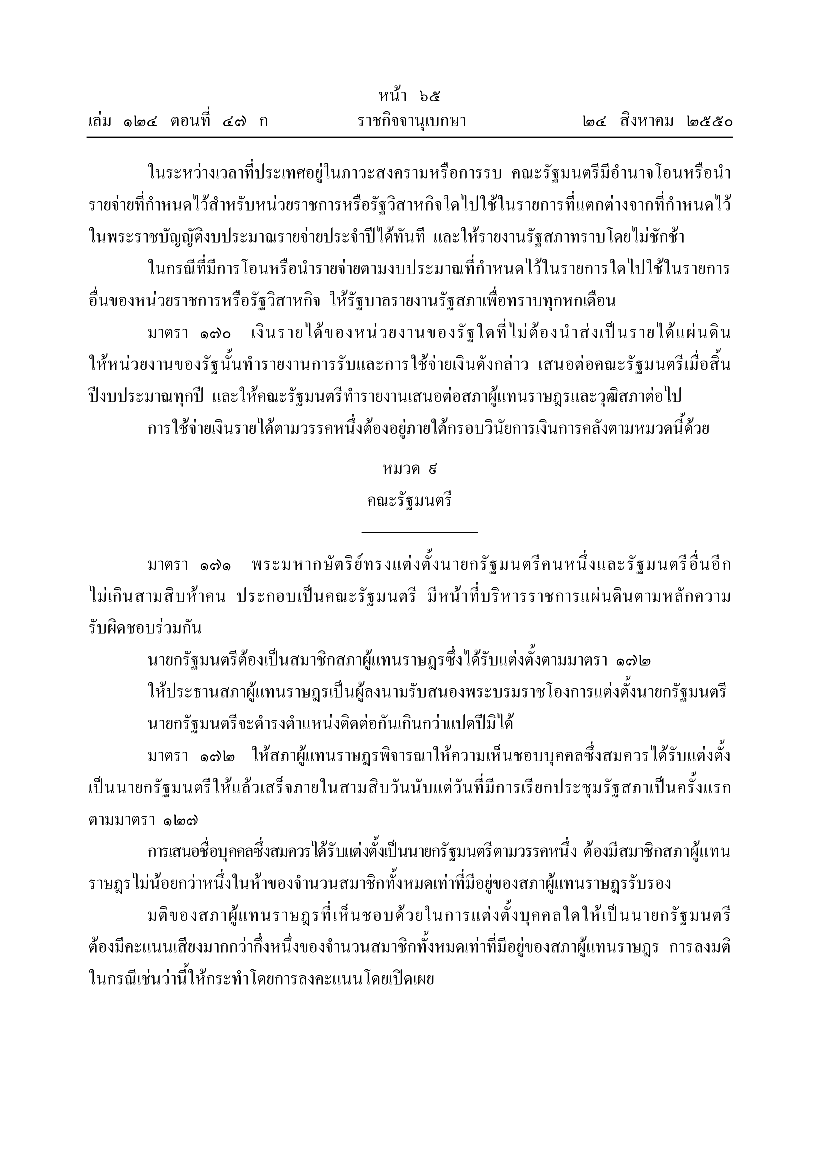 หน้า ๖๕
เล่ม ๑๒๔ ตอนที่ ๔๗ ก ราชกิจจานุเบกษา ๒๔ สิงหาคม ๒๕๕๐
ในระหว่างเวลาที่ประเทศอยู่ในภาวะสงครามหรือการรบ คณะรัฐมนตรีมีอำนาจโอนหรือนำ
รายจ่ายที่กำหนดไว้สำหรับหน่วยราชการหรือรัฐวิสาหกิจใดไปใช้ในรายการที่แตกต่างจากที่กำหนดไว้
ในพระราชบัญญัติงบประมาณรายจ่ายประจำปีได้ทันที และให้รายงานรัฐสภาทราบโดยไม่ชักช้า
ในกรณีที่มีการโอนหรือนำรายจ่ายตามงบประมาณที่กำหนดไว้ในรายการใดไปใช้ในรายการ
อื่นของหน่วยราชการหรือรัฐวิสาหกิจ ให้รัฐบาลรายงานรัฐสภาเพื่อทราบทุกหกเดือน
มาตรา ๑๗๐ เงินรายได้ของหน่วยงานของรัฐใดที่ไม่ต้องนำส่งเป็นรายได้แผ่นดิน
ให้หน่วยงานของรัฐนั้นทำรายงานการรับและการใช้จ่ายเงินดังกล่าว เสนอต่อคณะรัฐมนตรีเมื่อสิ้น
ปีงบประมาณทุกปี และให้คณะรัฐมนตรีทำรายงานเสนอต่อสภาผู้แทนราษฎรและวุฒิสภาต่อไป
การใช้จ่ายเงินรายได้ตามวรรคหนึ่งต้องอยู่ภายใต้กรอบวินัยการเงินการคลังตามหมวดนี้ด้วย
หมวด ๙
คณะรัฐมนตรี
มาตรา ๑๗๑ พระมหากษัตริย์ทรงแต่งตั้งนายกรัฐมนตรีคนหนึ่งและรัฐมนตรีอื่นอีก
ไม่เกินสามสิบห้าคน ประกอบเป็นคณะรัฐมนตรี มีหน้าที่บริหารราชการแผ่นดินตามหลักความ
รับผิดชอบร่วมกัน
นายกรัฐมนตรีต้องเป็นสมาชิกสภาผู้แทนราษฎรซึ่งได้รับแต่งตั้งตามมาตรา ๑๗๒
ให้ประธานสภาผู้แทนราษฎรเป็นผู้ลงนามรับสนองพระบรมราชโองการแต่งตั้งนายกรัฐมนตรี
นายกรัฐมนตรีจะดำรงตำแหน่งติดต่อกันเกินกว่าแปดปีมิได้
มาตรา ๑๗๒ ให้สภาผู้แทนราษฎรพิจารณาให้ความเห็นชอบบุคคลซึ่งสมควรได้รับแต่งตั้ง
เป็นนายกรัฐมนตรีให้แล้วเสร็จภายในสามสิบวันนับแต่วันที่มีการเรียกประชุมรัฐสภาเป็นครั้งแรก
ตามมาตรา ๑๒๗
การเสนอชื่อบุคคลซึ่งสมควรได้รับแต่งตั้งเป็นนายกรัฐมนตรีตามวรรคหนึ่ง ต้องมีสมาชิกสภาผู้แทน
ราษฎรไม่น้อยกว่าหนึ่งในห้าของจำนวนสมาชิกทั้งหมดเท่าที่มีอยู่ของสภาผู้แทนราษฎรรับรอง
มติของสภาผู้แทนราษฎรที่เห็นชอบด้วยในการแต่งตั้งบุคคลใดให้เป็นนายกรัฐมนตรี
ต้องมีคะแนนเสียงมากกว่ากึ่งหนึ่งของจำนวนสมาชิกทั้งหมดเท่าที่มีอยู่ของสภาผู้แทนราษฎร การลงมติ
ในกรณีเช่นว่านี้ให้กระทำโดยการลงคะแนนโดยเปิดเผย